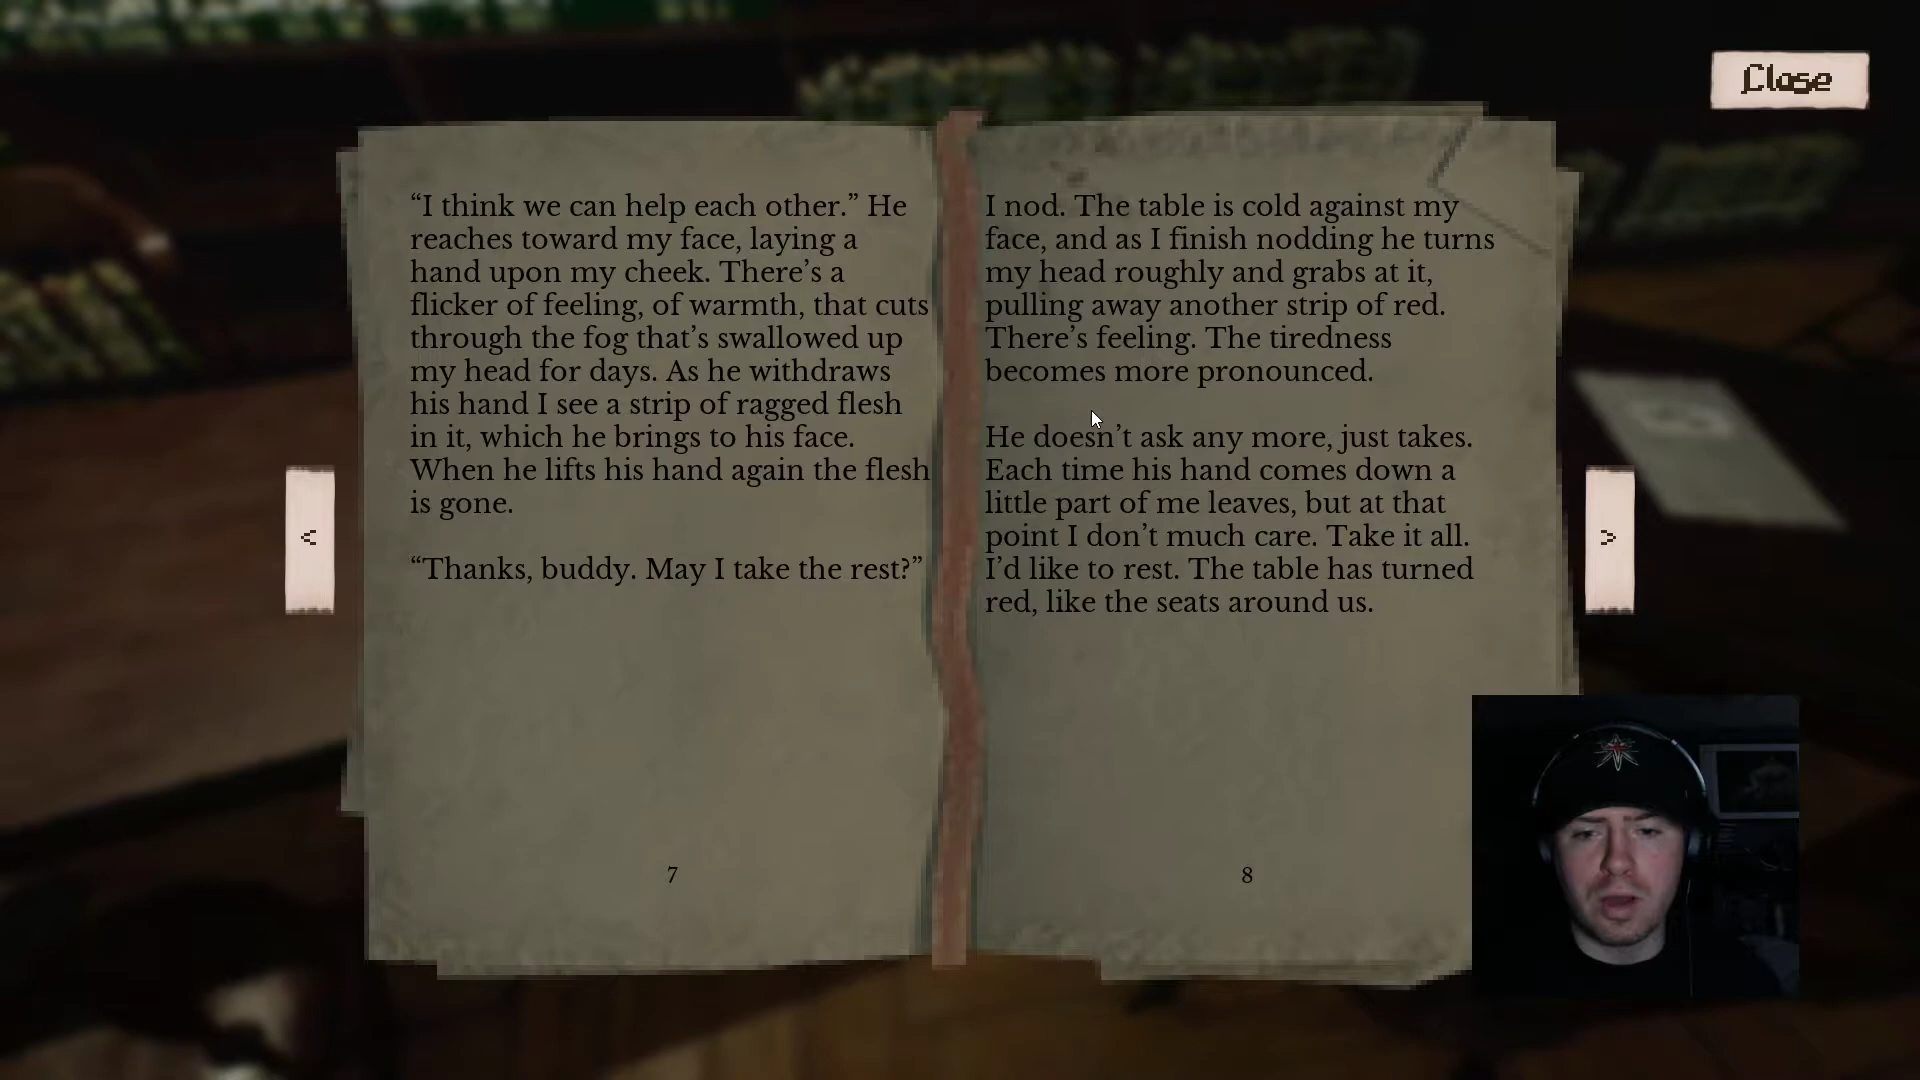 Close
“I think we can help each other.” He
reaches toward my face, laying a
hand upon my cheek. There’s a
flicker of feeling, of warmth, that cuts
through the fog that’s swallowed up
my head for days. As he withdraws
his hand I see a strip of ragged flesh
in it, which he brings to his face.
When he lifts his hand again the flesh
is gone.
“Thanks, buddy. May I take the rest?”
7
I nod. The table is cold against my
face, and as I finish nodding he turns
my head roughly and grabs at it,
pulling away another strip of red.
There’s feeling. The tiredness
becomes more pronounced.
He doesn’t ask any more, just takes.
Each time his hand comes down a
little part of me leaves, but at that
point I don’t much care. Take it all.
I’d like to rest. The table has turned
red, like the seats around us.
8
<
>